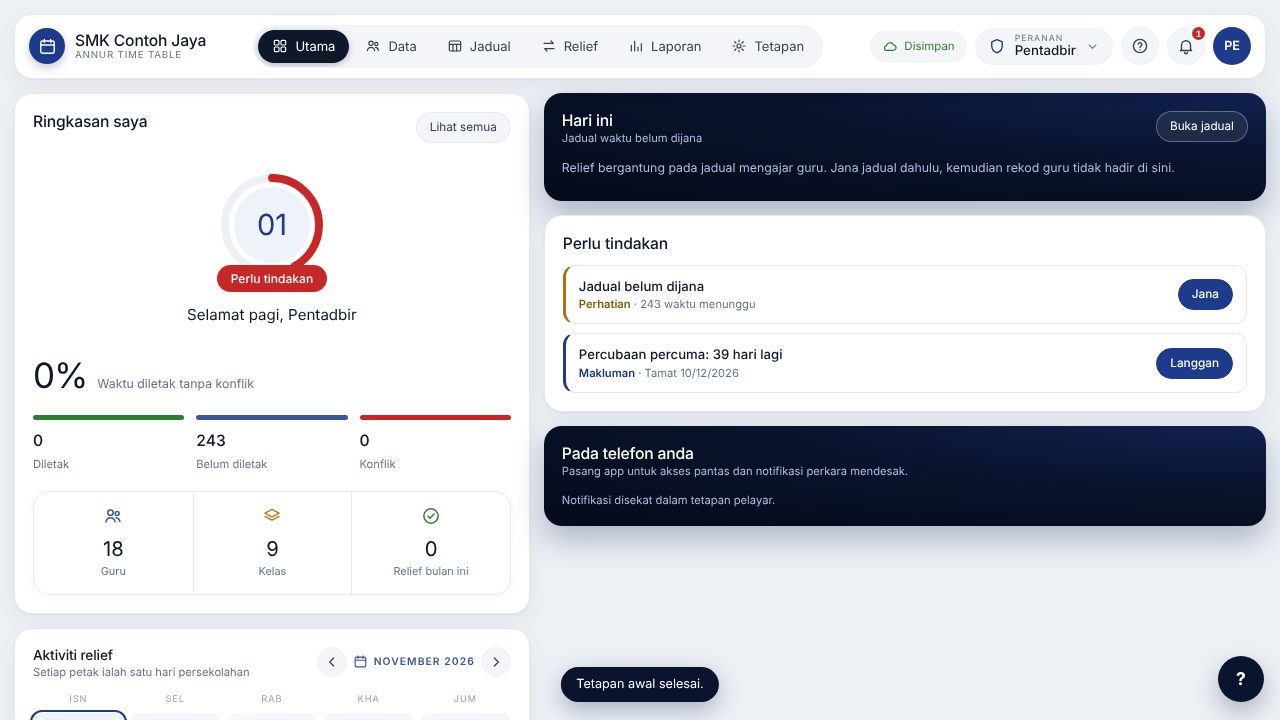 SMK Contoh Jaya
ANNUR TIME TABLE
Utama
Data
Jadual
Relief
Laporan
Tetapan
Disimpan
PERANAN
Pentadbir
1
PE
Ringkasan saya
Lihat semua
01
Perlu tindakan
Selamat pagi, Pentadbir
0% Waktu diletak tanpa konflik
0
Diletak
243
Belum diletak
0
Konflik
18
Guru
9
Kelas
0
Relief bulan ini
Aktiviti relief
Setiap petak ialah satu hari persekolahan
NOVEMBER 2026
ISN SEL RAB KHA JUM
Hari ini
Jadual waktu belum dijana
Buka jadual
Relief bergantung pada jadual mengajar guru. Jana jadual dahulu, kemudian rekod guru tidak hadir di sini.
Perlu tindakan
Jadual belum dijana
Perhatian · 243 waktu menunggu
Jana
Percubaan percuma: 39 hari lagi
Makluman · Tamat 10/12/2026
Langgan
Pada telefon anda
Pasang app untuk akses pantas dan notifikasi perkara mendesak.
Notifikasi disekat dalam tetapan pelayar.
Tetapan awal selesai.
?